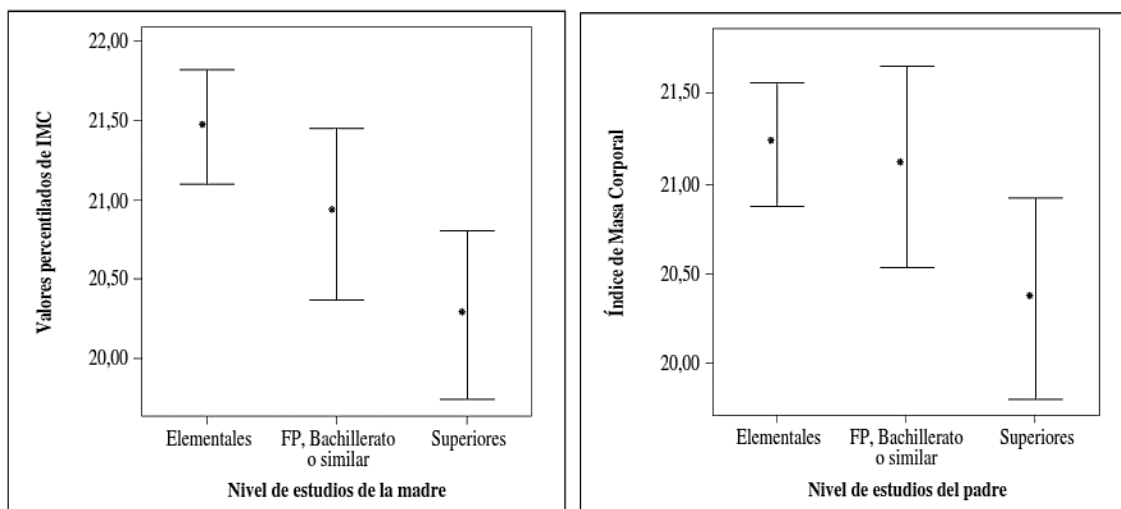 Valores percentilados de IMC
22,00
21,50
21,00
20,50
20,00
Elementales
FP, Bachillerato
o similar
Superiores
Nivel de estudios de la madre
Índice de Masa Corporal
21,50
21,00
20,50
20,00
Elementales
FP, Bachillerato
o similar
Superiores
Nivel de estudios del padre